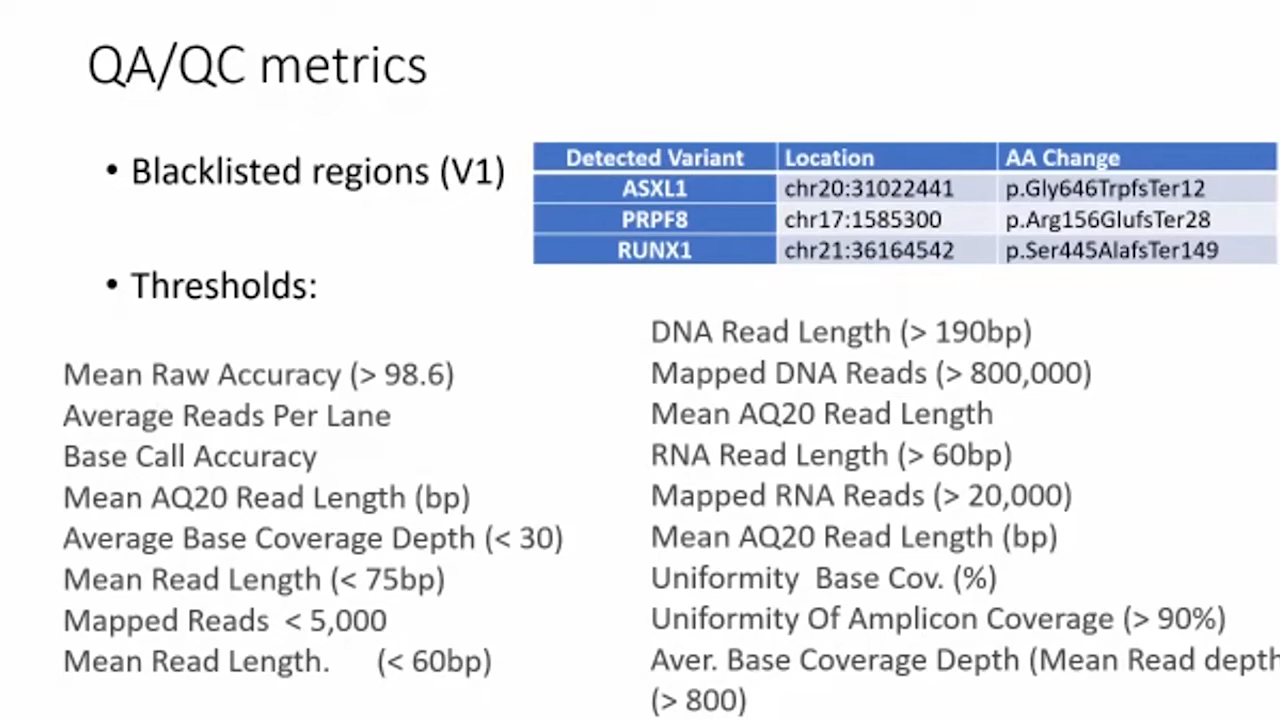 QA/QC metrics
• Blacklisted regions (V1)
Detected Variant Location AA Change
ASXL1 chr20:31022441 p.Gly646TrpfsTer12
PRPF8 chr17:1585300 p.Arg156GlufsTer28
RUNX1 chr21:36164542 p.Ser445AlafsTer149
• Thresholds:
Mean Raw Accuracy (> 98.6)
Average Reads Per Lane
Base Call Accuracy
Mean AQ20 Read Length (bp)
Average Base Coverage Depth (< 30)
Mean Read Length (< 75bp)
Mapped Reads < 5,000
Mean Read Length. (< 60bp)
DNA Read Length (> 190bp)
Mapped DNA Reads (> 800,000)
Mean AQ20 Read Length
RNA Read Length (> 60bp)
Mapped RNA Reads (> 20,000)
Mean AQ20 Read Length (bp)
Uniformity Base Cov. (%)
Uniformity Of Amplicon Coverage (> 90%)
Aver. Base Coverage Depth (Mean Read depth
(> 800)